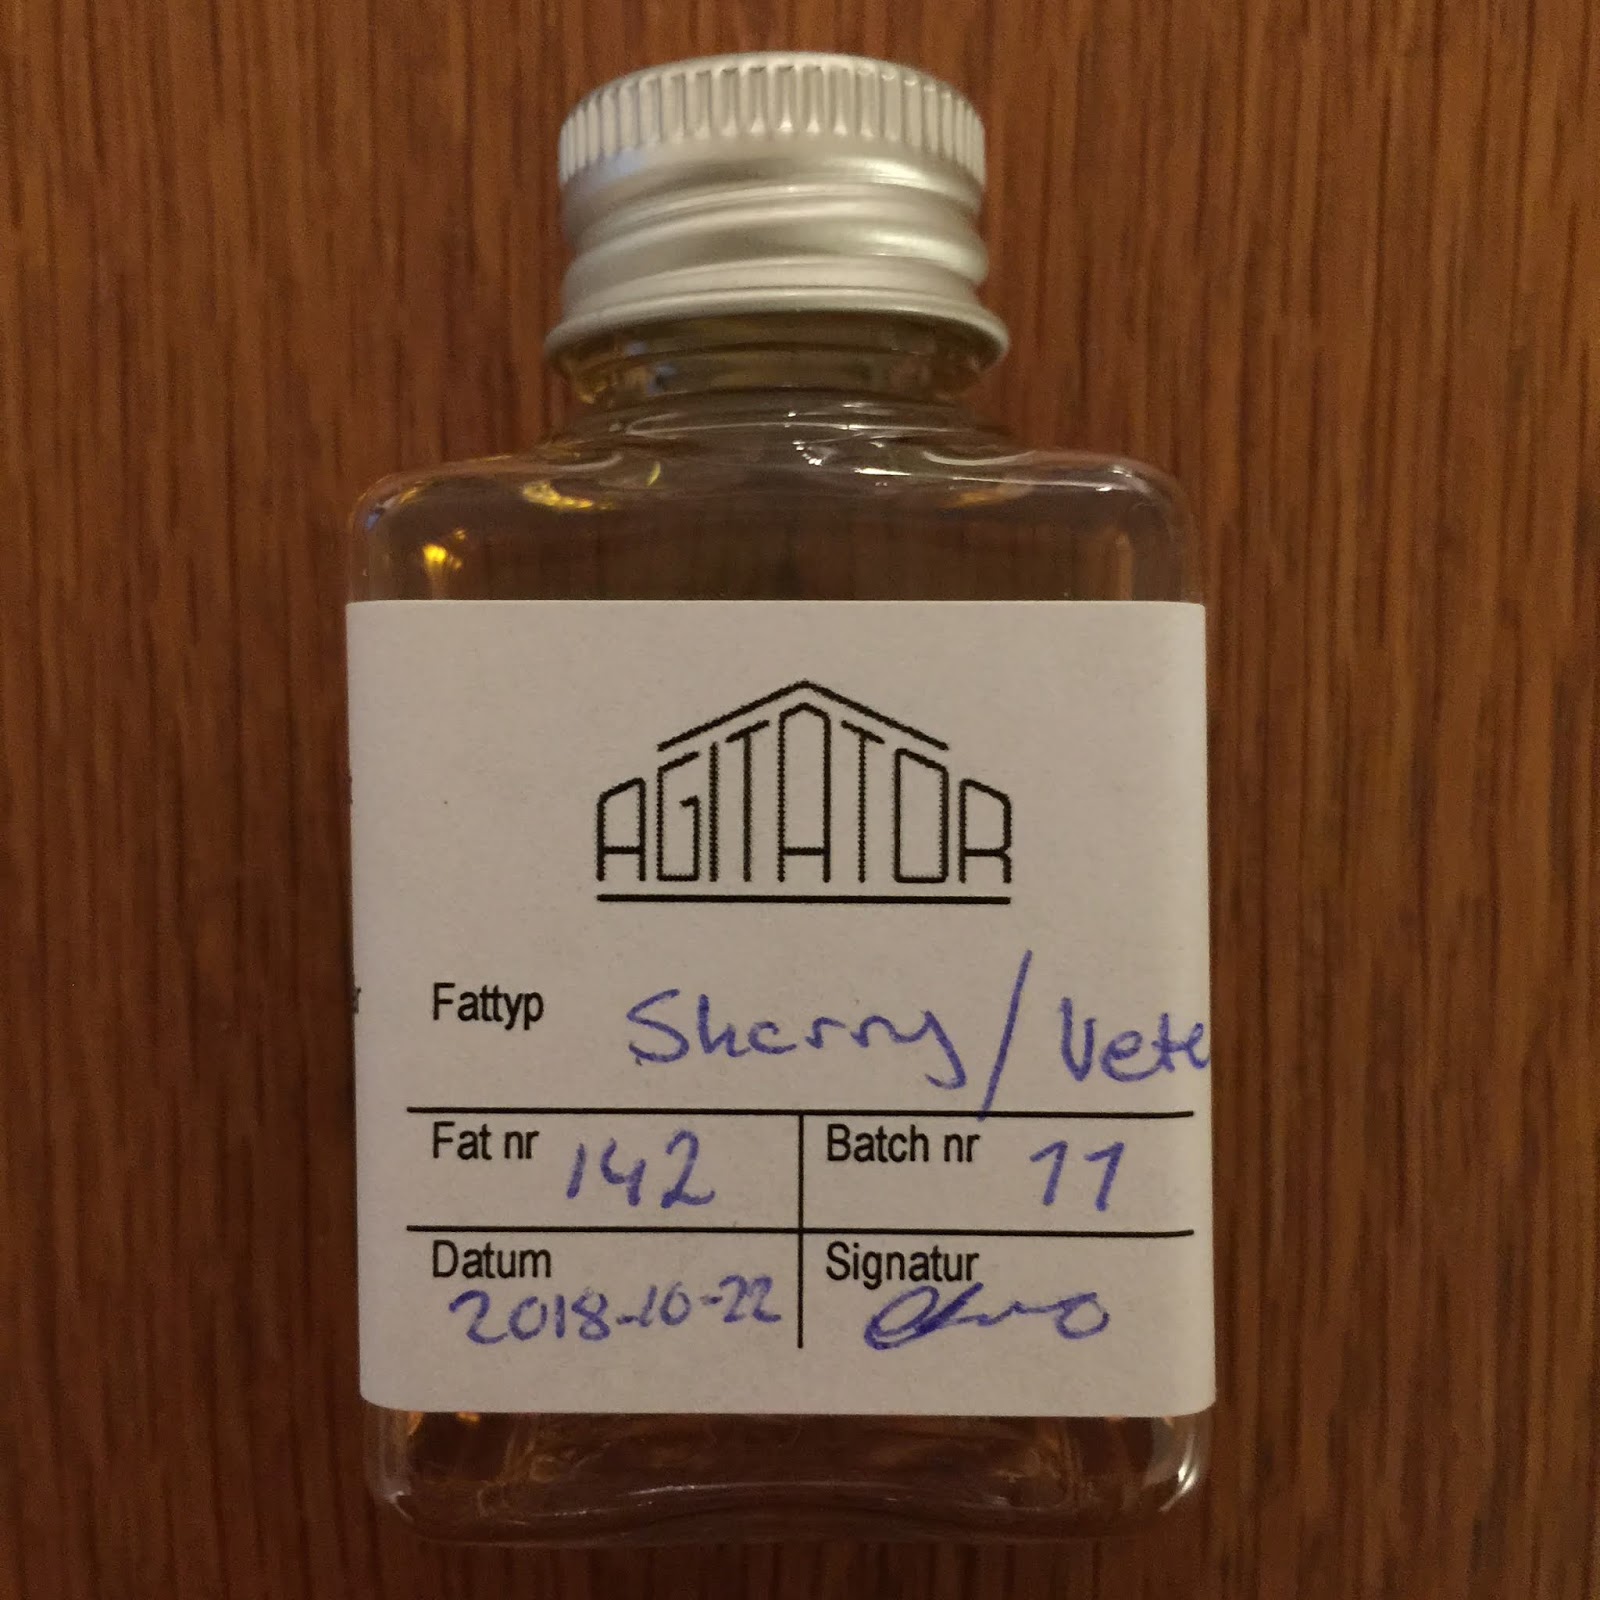 AGITATOR
Fattyp Sherry / Vete
Fat nr 142 Batch nr 11
Datum Signatur
2018-10-22